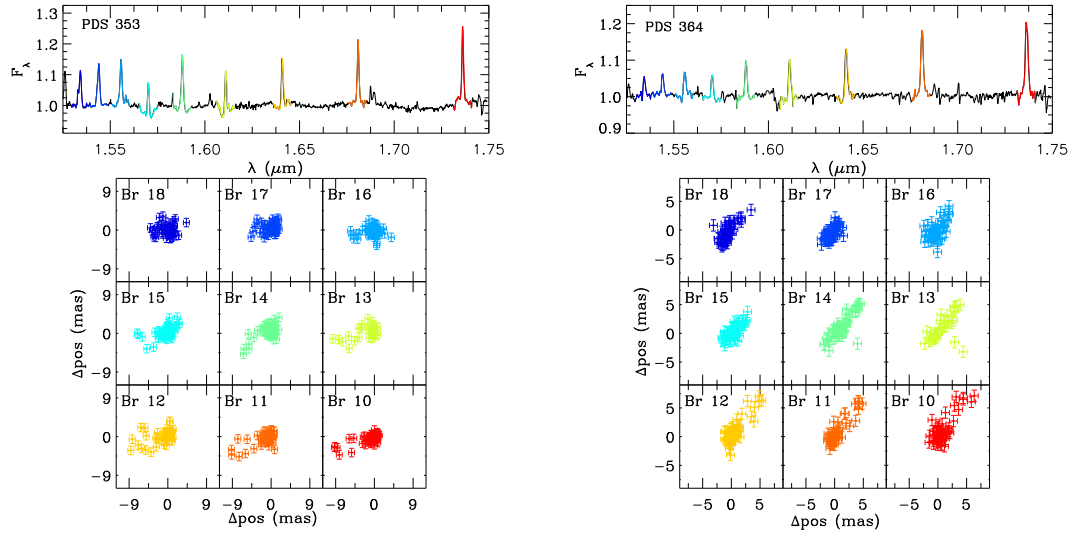 PDS 353
F_λ
1.3
1.2
1.1
1.0
1.55 1.60 1.65 1.70 1.75
λ (μm)
Br 18 Br 17 Br 16
9
0
−9
Br 15 Br 14 Br 13
9
0
−9
Δpos (mas)
Br 12 Br 11 Br 10
9
0
−9
−9 0 9 −9 0 9 −9 0 9
Δpos (mas)
PDS 364
F_λ
1.2
1.1
1.0
0.9
1.55 1.60 1.65 1.70 1.75
λ (μm)
Br 18 Br 17 Br 16
5
0
−5
Br 15 Br 14 Br 13
5
0
−5
Δpos (mas)
Br 12 Br 11 Br 10
5
0
−5
−5 0 5 −5 0 5 −5 0 5
Δpos (mas)